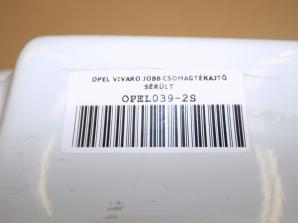 OPEL VIVARO JOBB CSOMAGTÉRAJTÓ
SÉRÜLT
OPEL039-2S